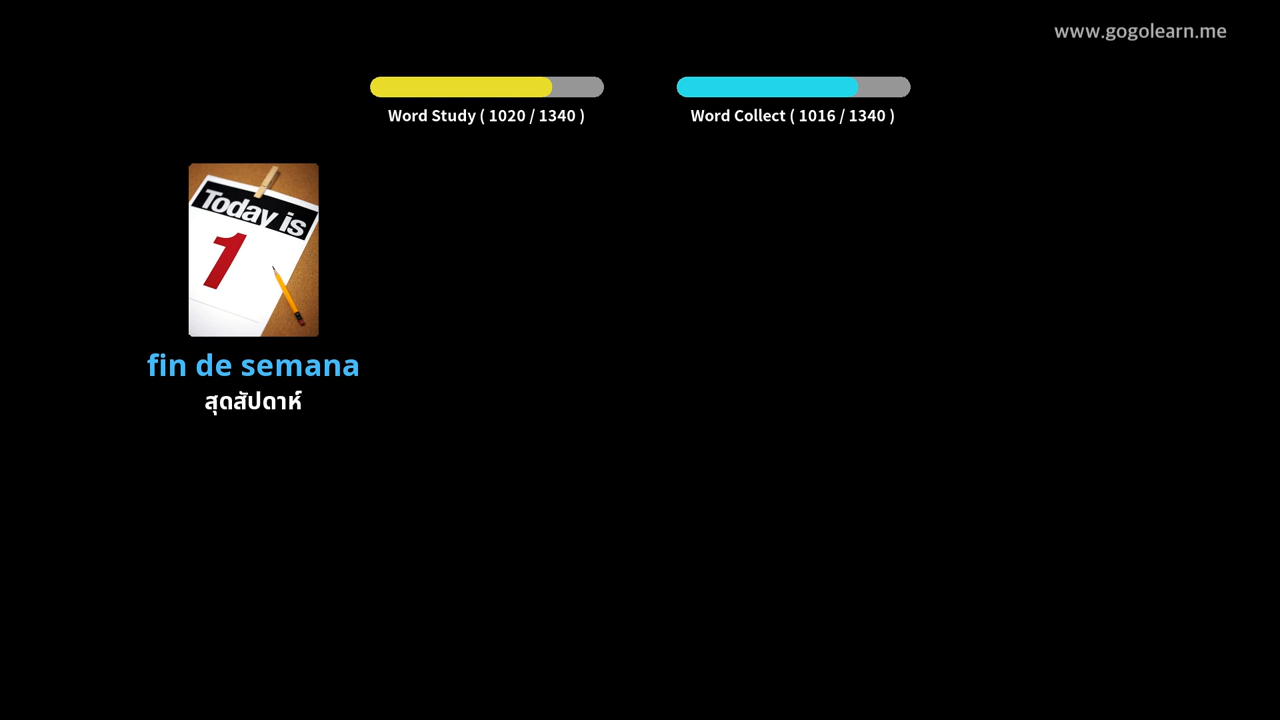 www.gogolearn.me
Word Study ( 1020 / 1340 )
Word Collect ( 1016 / 1340 )
Today is
1
fin de semana
สุดสัปดาห์